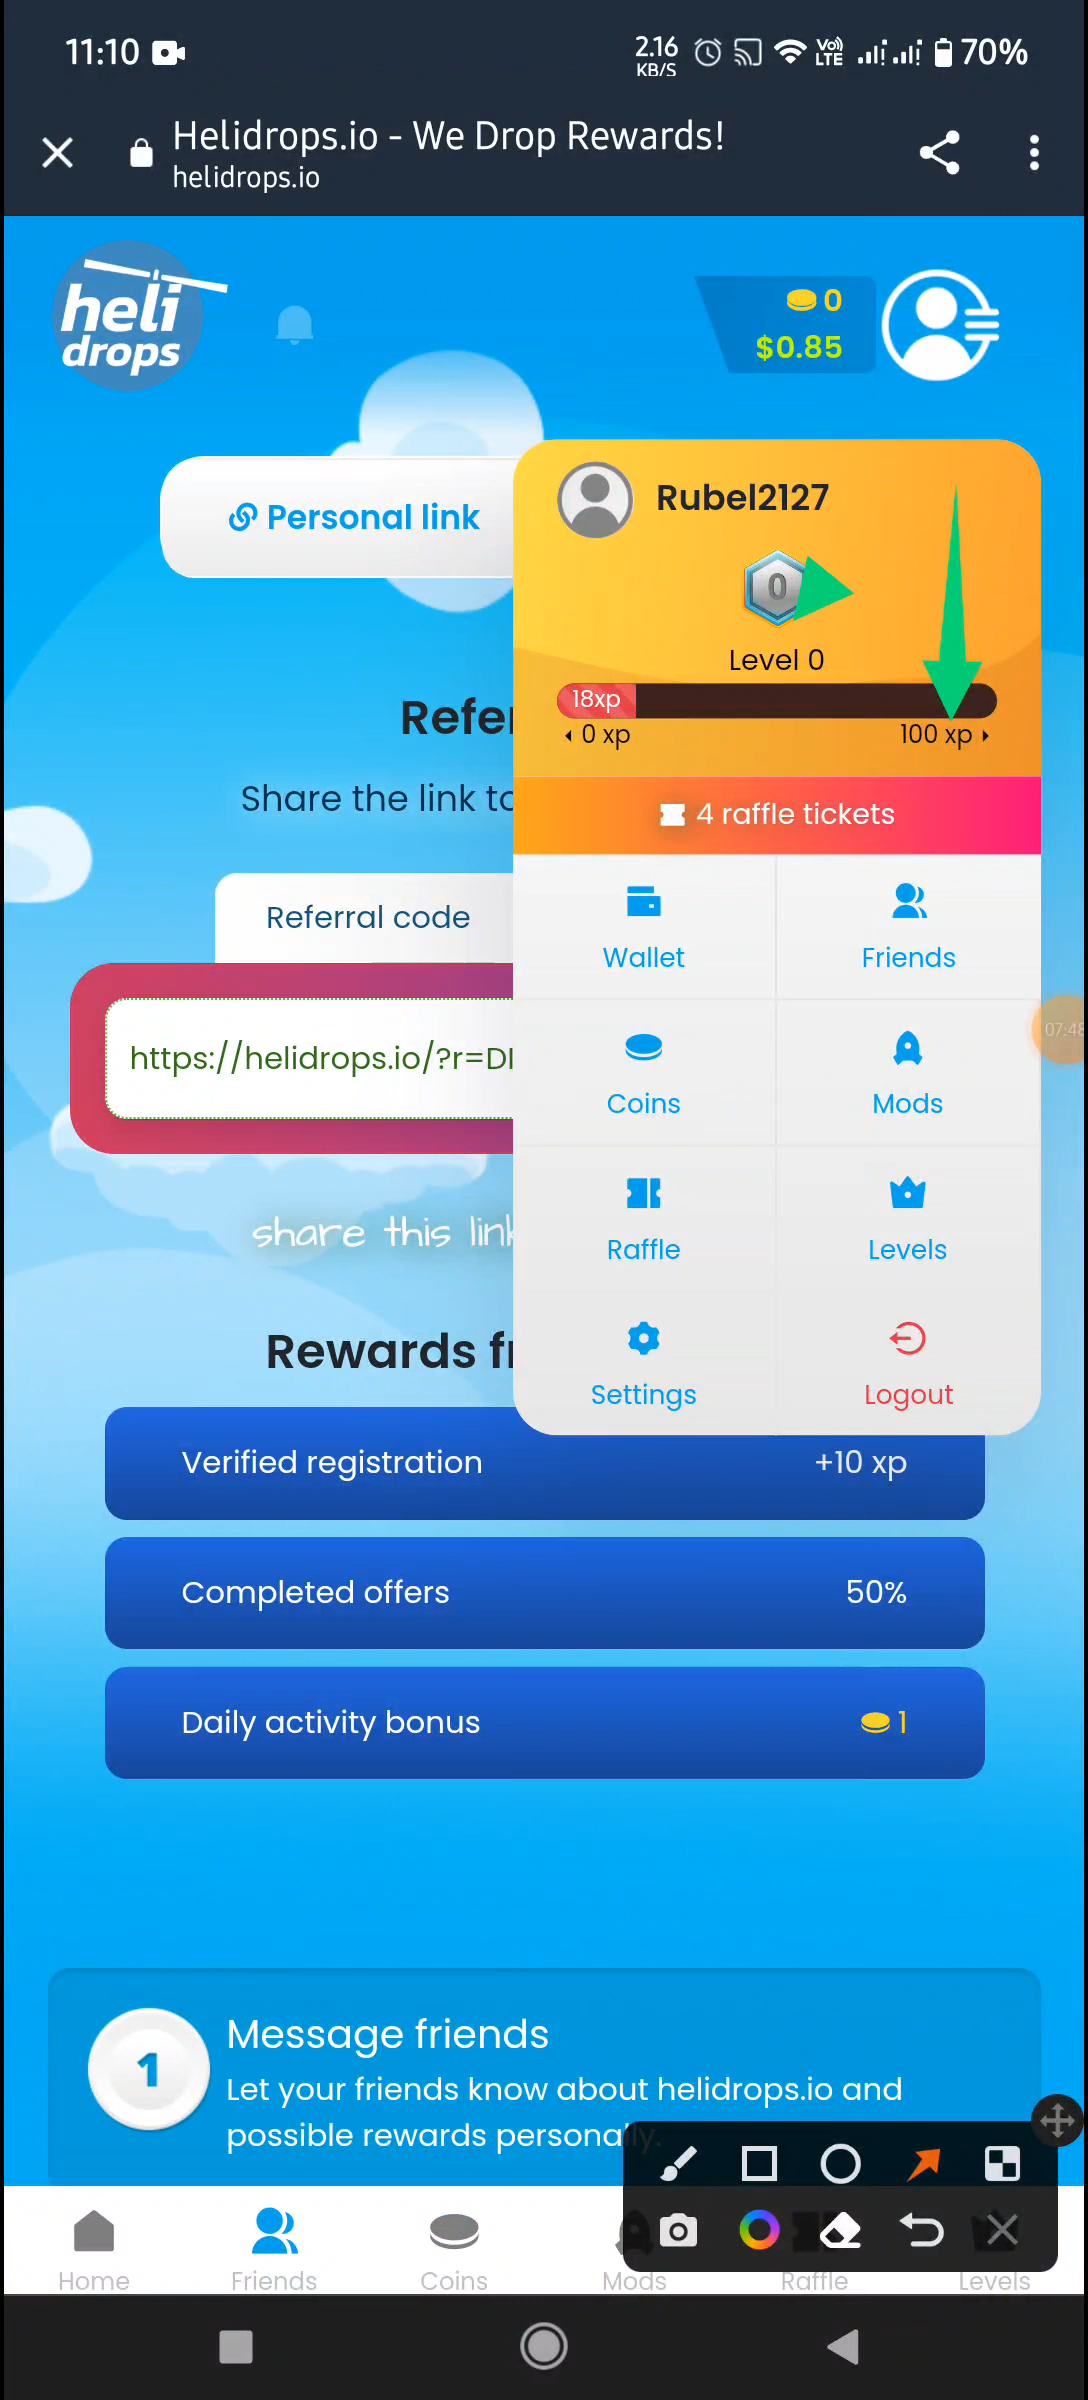 11:10
2.16 KB/S
Vo)) LTE
70%
Helidrops.io - We Drop Rewards!
helidrops.io
heli
drops
0
$0.85
Personal link
Rubel2127
0
Level 0
18xp
0 xp
100 xp
Refer
Share the link to
4 raffle tickets
Referral code
Wallet
Friends
https://helidrops.io/?r=
07:48
Coins
Mods
share this link
Raffle
Levels
Rewards
Settings
Logout
Verified registration
+10 xp
Completed offers
50%
Daily activity bonus
1
1
Message friends
Let your friends know about helidrops.io and
possible rewards personally.
Home
Friends
Coins
Mods
Raffle
Levels